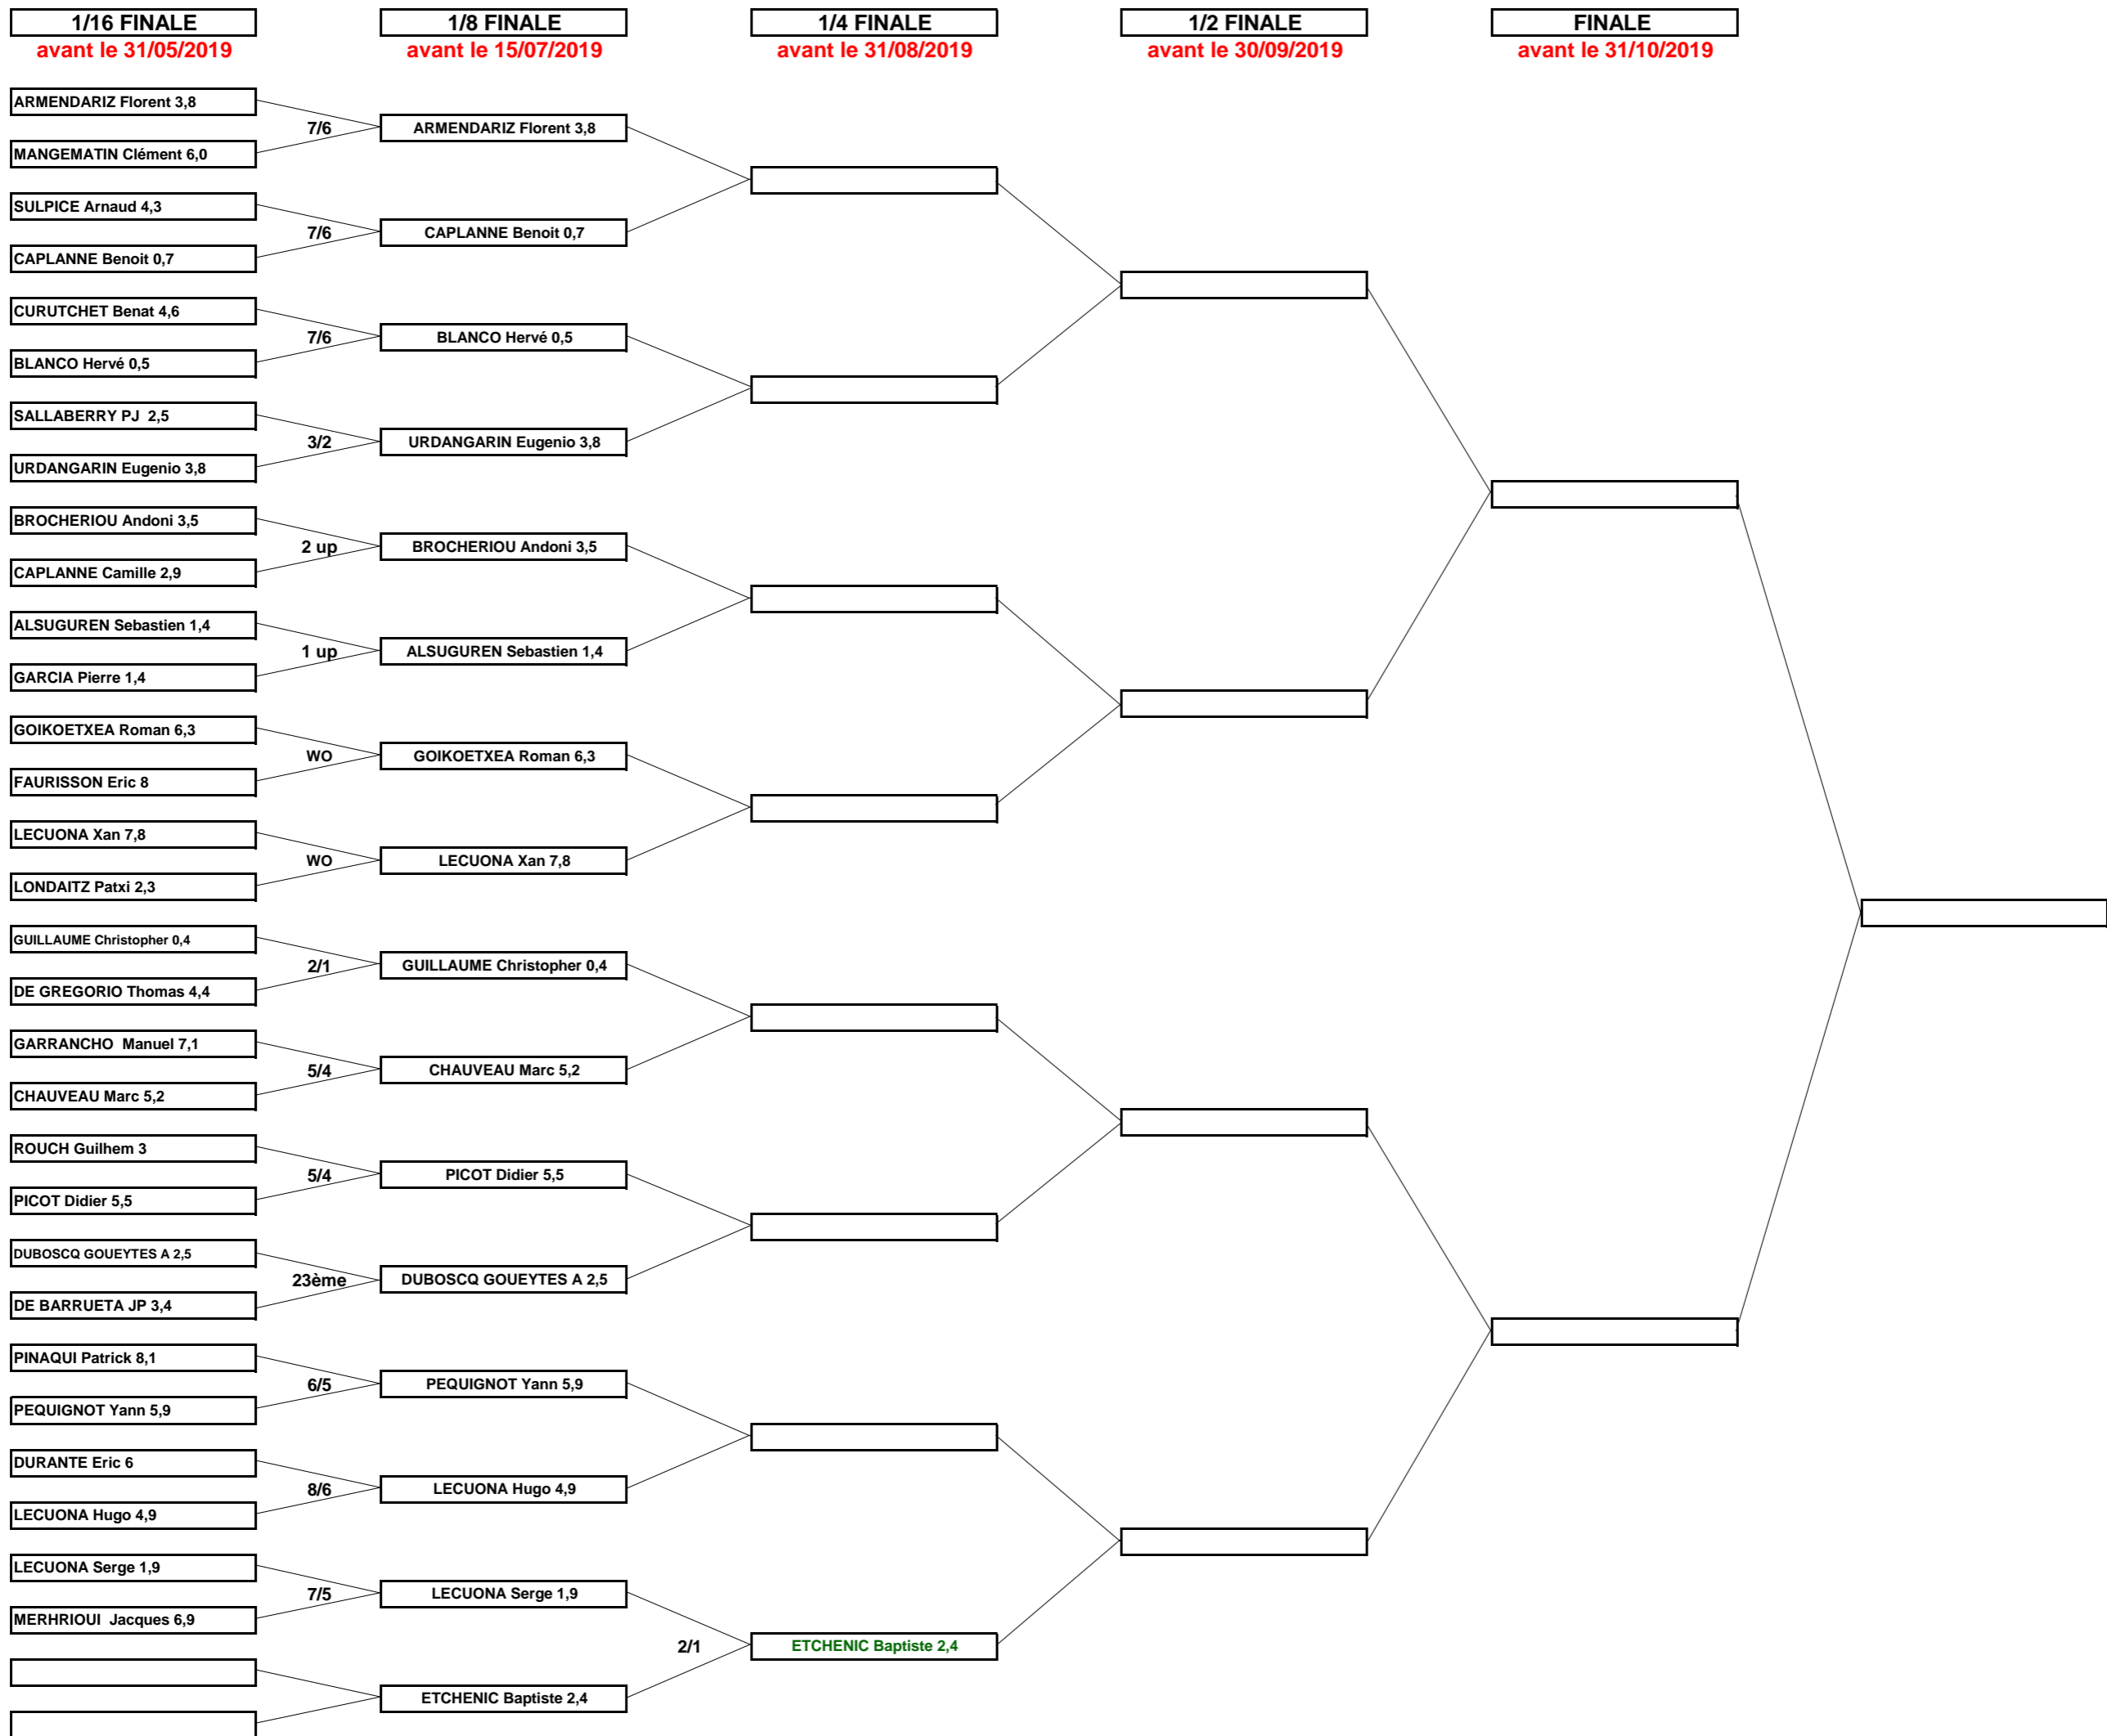 1/16 FINALE
avant le 31/05/2019
1/8 FINALE
avant le 15/07/2019
1/4 FINALE
avant le 31/08/2019
1/2 FINALE
avant le 30/09/2019
FINALE
avant le 31/10/2019
ARMENDARIZ Florent 3,8
7/6
MANGEMATIN Clément 6,0
SULPICE Arnaud 4,3
7/6
CAPLANNE Benoit 0,7
CURUTCHET Benat 4,6
7/6
BLANCO Hervé 0,5
SALLABERRY PJ 2,5
3/2
URDANGARIN Eugenio 3,8
BROCHERIOU Andoni 3,5
2 up
CAPLANNE Camille 2,9
ALSUGUREN Sebastien 1,4
1 up
GARCIA Pierre 1,4
GOIKOETXEA Roman 6,3
WO
FAURISSON Eric 8
LECUONA Xan 7,8
WO
LONDAITZ Patxi 2,3
GUILLAUME Christopher 0,4
2/1
DE GREGORIO Thomas 4,4
GARRANCHO Manuel 7,1
5/4
CHAUVEAU Marc 5,2
ROUCH Guilhem 3
5/4
PICOT Didier 5,5
DUBOSCQ GOUEYTES A 2,5
23ème
DE BARRUETA JP 3,4
PINAQUI Patrick 8,1
6/5
PEQUIGNOT Yann 5,9
DURANTE Eric 6
8/6
LECUONA Hugo 4,9
LECUONA Serge 1,9
7/5
MERHRIOUI Jacques 6,9
ARMENDARIZ Florent 3,8
CAPLANNE Benoit 0,7
BLANCO Hervé 0,5
URDANGARIN Eugenio 3,8
BROCHERIOU Andoni 3,5
ALSUGUREN Sebastien 1,4
GOIKOETXEA Roman 6,3
LECUONA Xan 7,8
GUILLAUME Christopher 0,4
CHAUVEAU Marc 5,2
PICOT Didier 5,5
DUBOSCQ GOUEYTES A 2,5
PEQUIGNOT Yann 5,9
LECUONA Hugo 4,9
LECUONA Serge 1,9
2/1
ETCHENIC Baptiste 2,4
ETCHENIC Baptiste 2,4